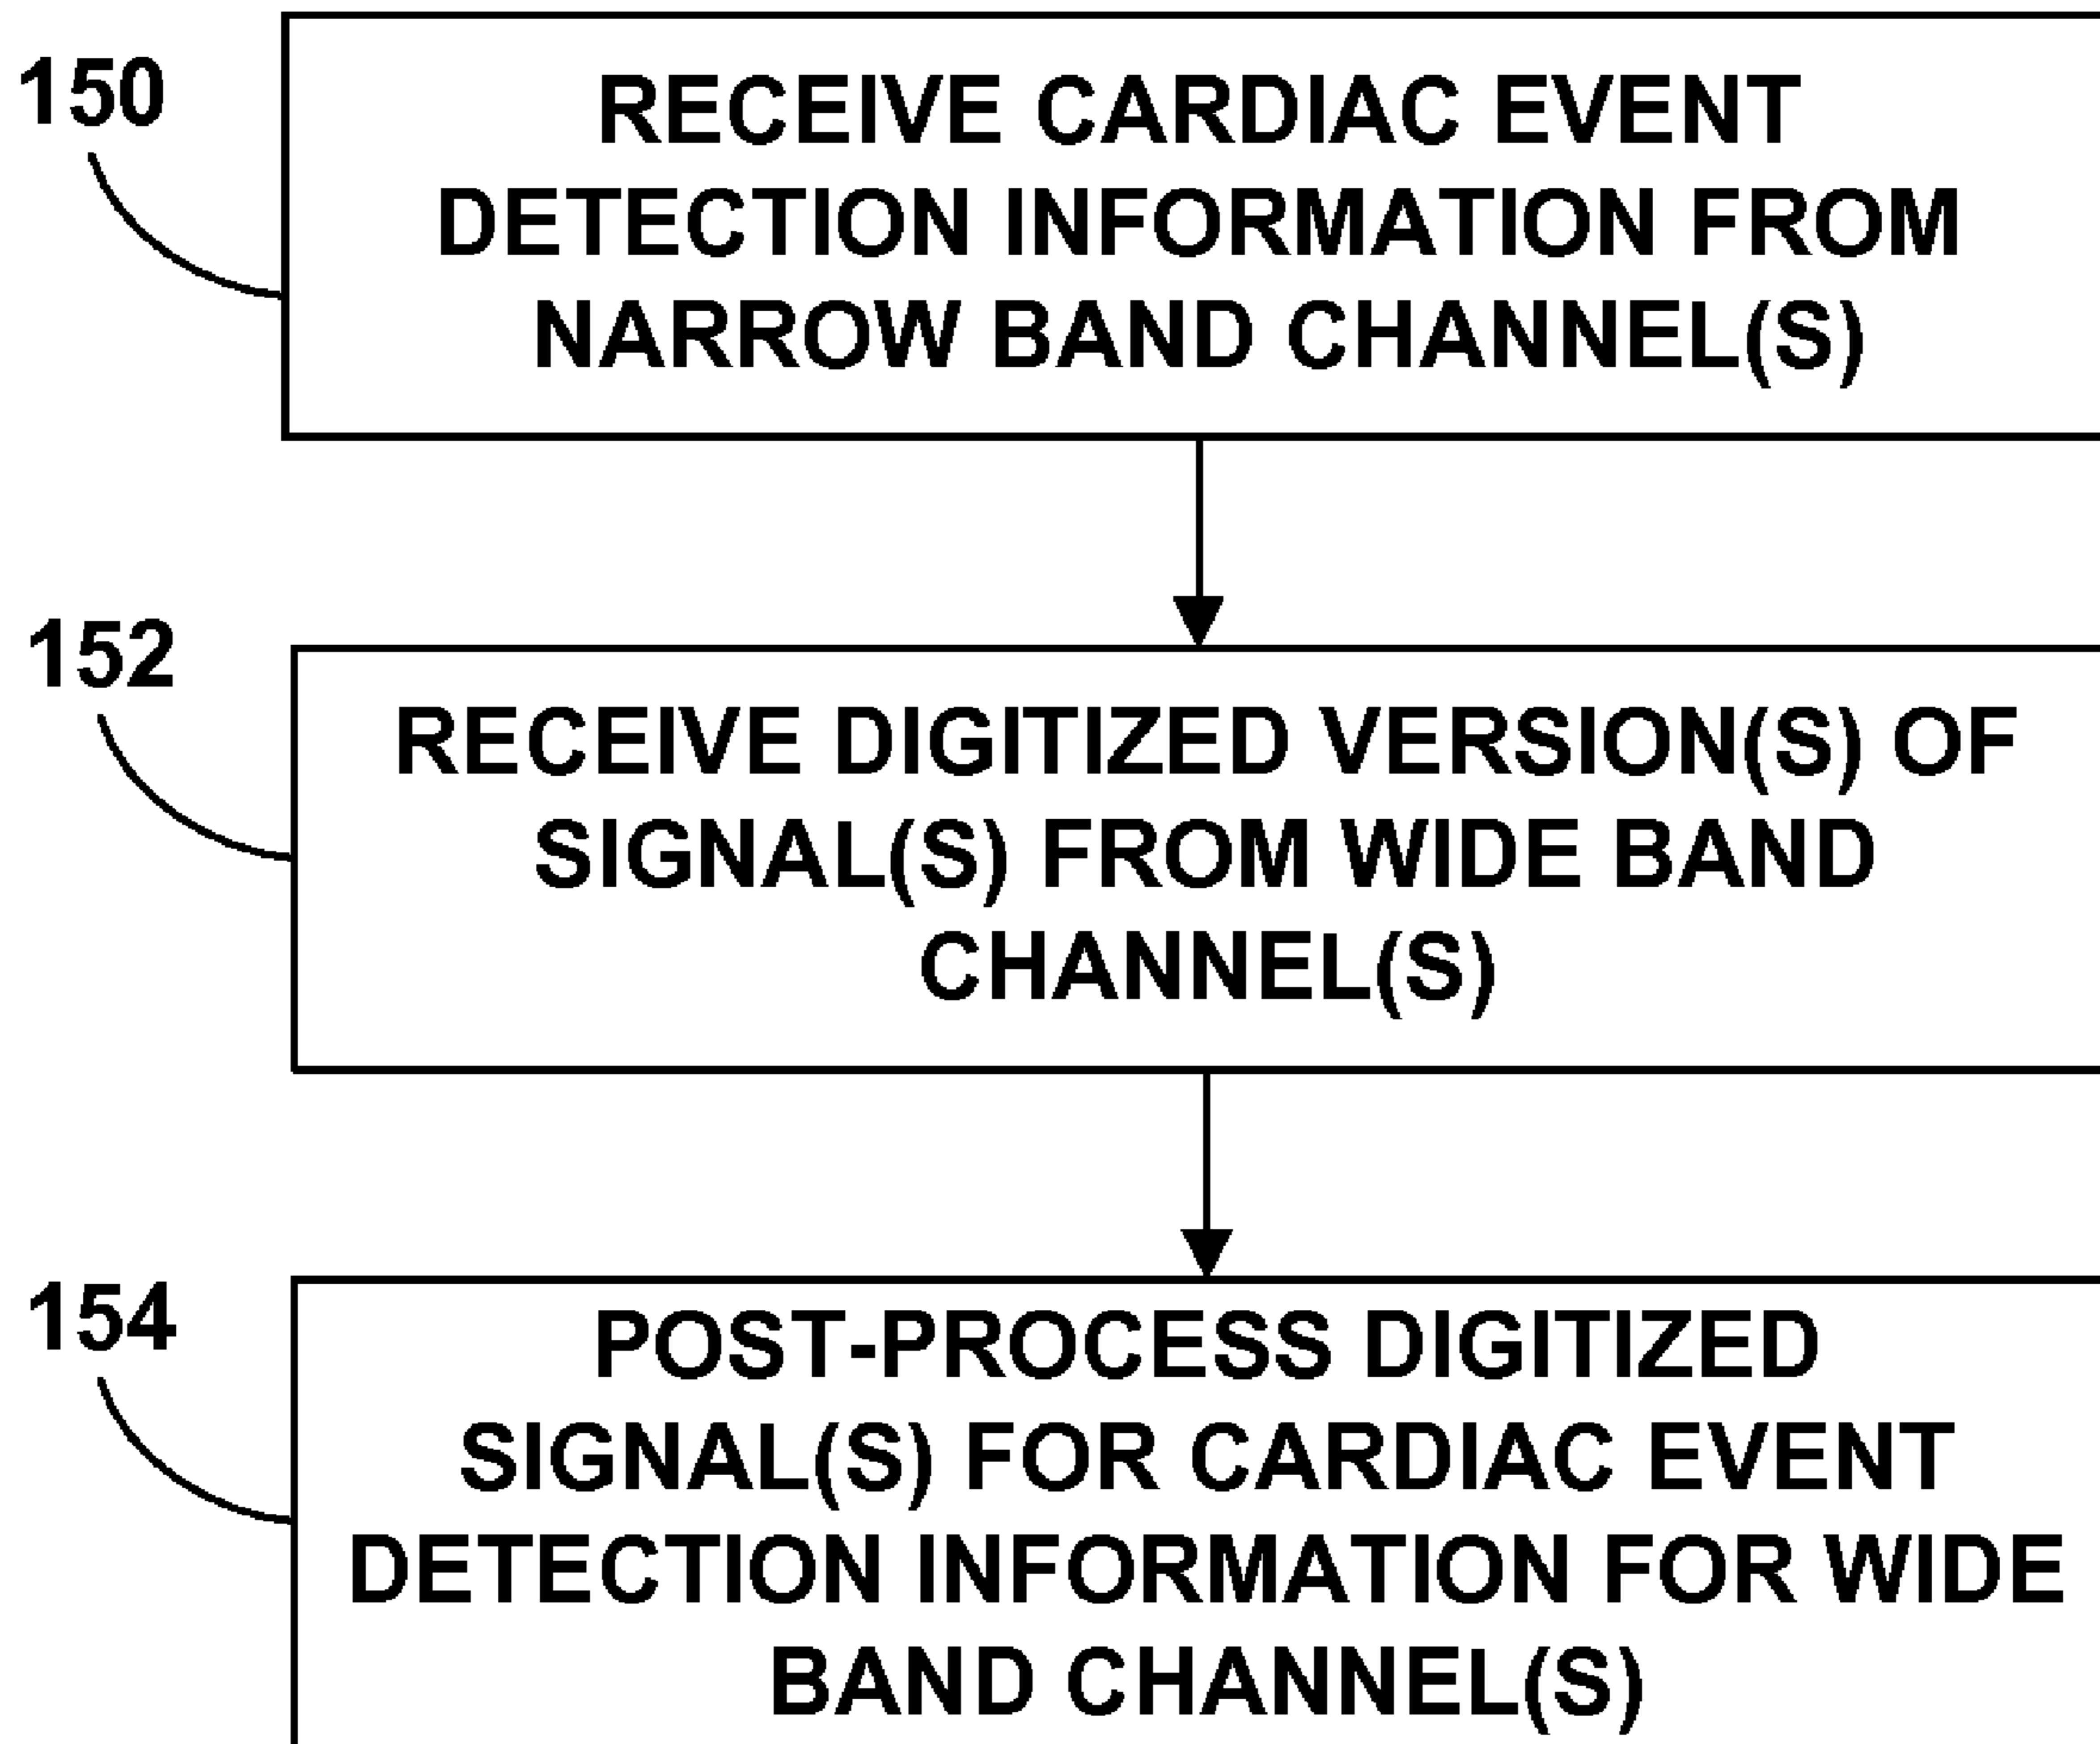 150
RECEIVE CARDIAC EVENT
DETECTION INFORMATION FROM
NARROW BAND CHANNEL(S)
152
RECEIVE DIGITIZED VERSION(S) OF
SIGNAL(S) FROM WIDE BAND
CHANNEL(S)
154
POST-PROCESS DIGITIZED
SIGNAL(S) FOR CARDIAC EVENT
DETECTION INFORMATION FOR WIDE
BAND CHANNEL(S)